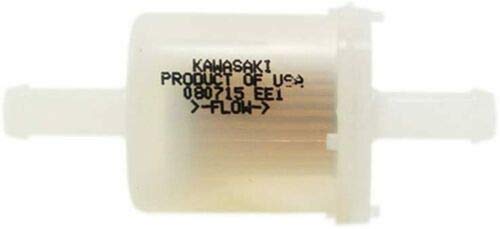 KAWASAKI
PRODUCT OF USA
080715 EE1
>-FLOW->